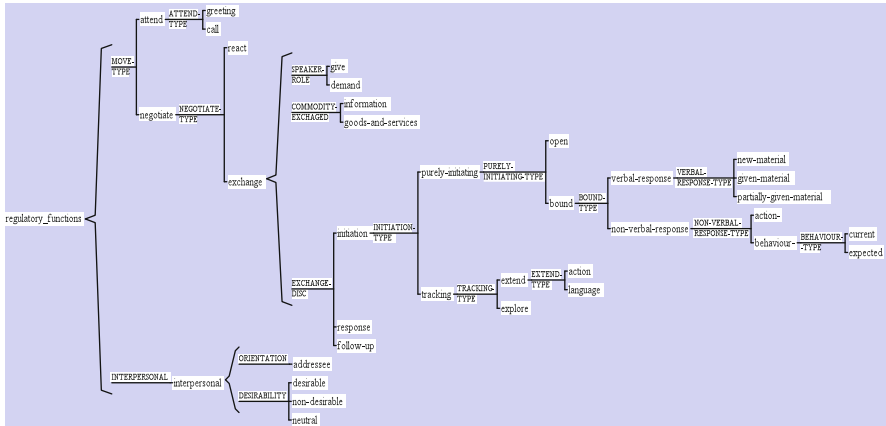 regulatory_functions
MOVE-
TYPE
attend
ATTEND-
TYPE
greeting
call
negotiate
NEGOTIATE-
TYPE
react
exchange
SPEAKER-
ROLE
give
demand
COMMODITY-
EXCHAGED
information
goods-and-services
EXCHANGE-
DISC
initiation
INITIATION-
TYPE
purely-initiating
PURELY-
INITIATING-TYPE
open
bound
BOUND-
TYPE
verbal-response
VERBAL-
RESPONSE-TYPE
new-material
given-material
partially-given-material
non-verbal-response
NON-VERBAL-
RESPONSE-TYPE
action-
behaviour-
BEHAVIOUR-
-TYPE
current
expected
tracking
TRACKING-
TYPE
extend
EXTEND-
TYPE
action
language
explore
response
follow-up
INTERPERSONAL
interpersonal
ORIENTATION
addressee
DESIRABILITY
desirable
non-desirable
neutral